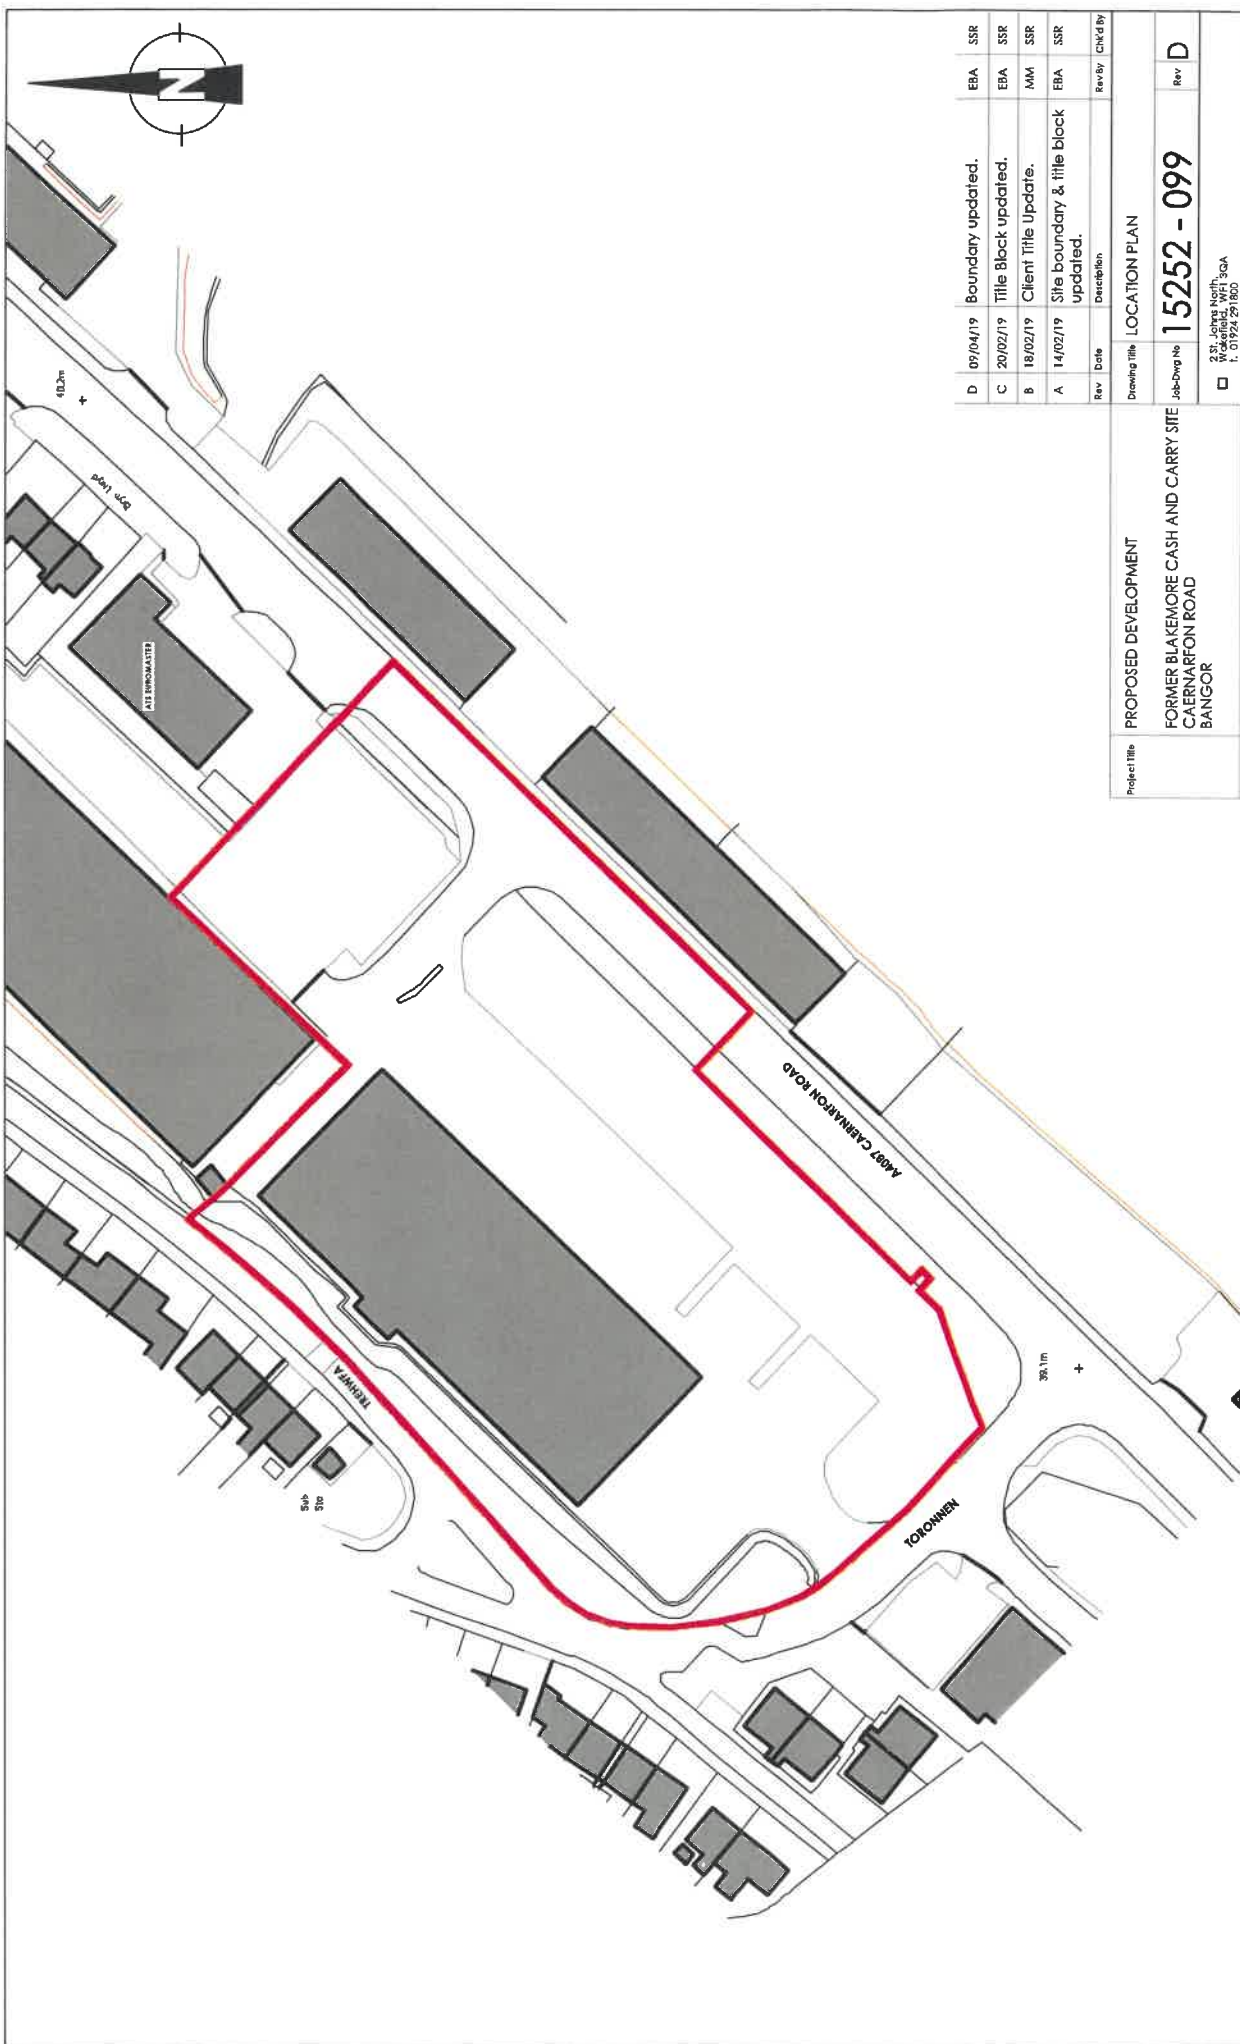 N
40.2m
Bryn Llwyd
ATS EUROMASTER
TREHWFA
Sub
Sta
A4087 CAERNARFON ROAD
39.1m
TORONNEN
D 09/04/19 Boundary updated. EBA SSR
C 20/02/19 Title Block updated. EBA SSR
B 18/02/19 Client Title Update. MM SSR
A 14/02/19 Site boundary & title block EBA SSR
updated.
Rev Date Description Rev By Chk'd By
Project Title PROPOSED DEVELOPMENT
FORMER BLAKEMORE CASH AND CARRY SITE
CAERNARFON ROAD
BANGOR
Drawing Title LOCATION PLAN
Job-Dwg No 15252 - 099 Rev D
2 St. Johns North,
Wakefield, WF1 3QA
t. 01924 291800